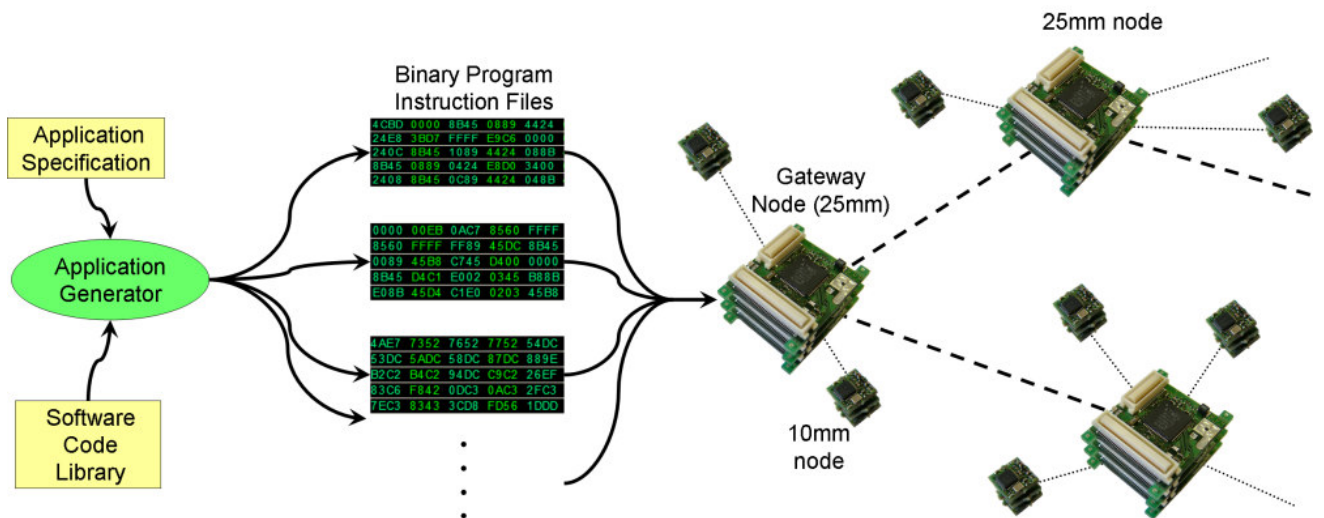 25mm node
Binary Program
Instruction Files
Application
Specification
4CBD 0000 8B45 0889 4424
24E8 3BD7 FFFF E9C6 0000
240C 8B45 1089 4424 088B
8B45 0889 0424 E8D0 3400
2408 8B45 0C89 4424 048B
Gateway
Node (25mm)
0000 00EB 0AC7 8560 FFFF
8560 FFFF FF89 45DC 8B45
0089 45B8 C745 D400 0000
8B45 D4C1 E002 0345 B88B
E08B 45D4 C1E0 0203 45B8
Application
Generator
4AE7 7352 7652 7752 54DC
53DC 5ADC 58DC 87DC 889E
B2C2 B4C2 94DC C9C2 26EF
83C6 F842 0DC3 0AC3 2FC3
7EC3 8343 3CD8 FD56 1DDD
Software
Code
Library
10mm
node